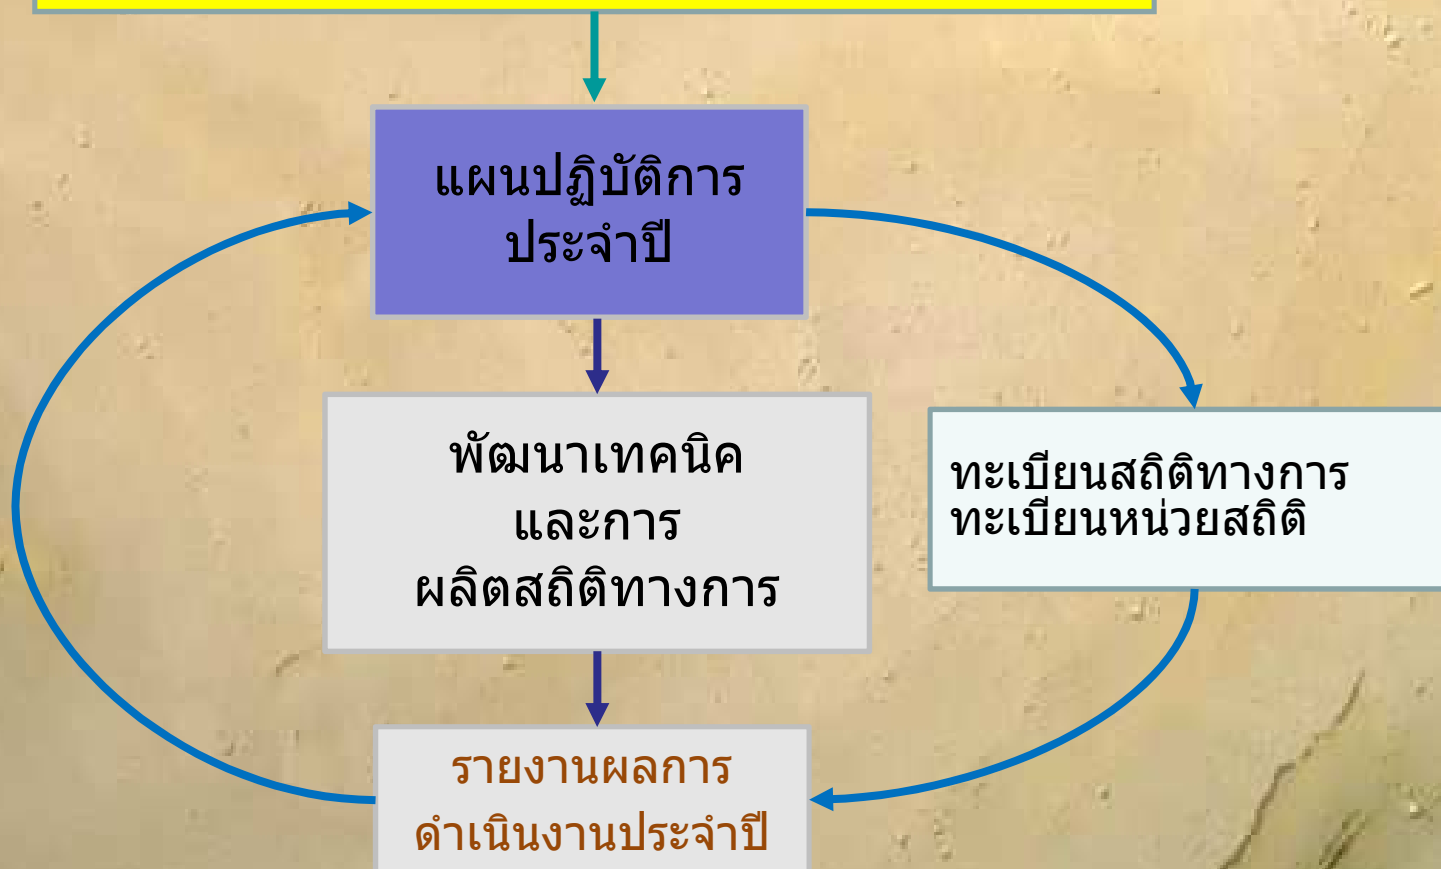 แผนปฏิบัติการ
ประจำปี
พัฒนาเทคนิค
และการ
ผลิตสถิติทางการ
ทะเบียนสถิติทางการ
ทะเบียนหน่วยสถิติ
รายงานผลการ
ดำเนินงานประจำปี